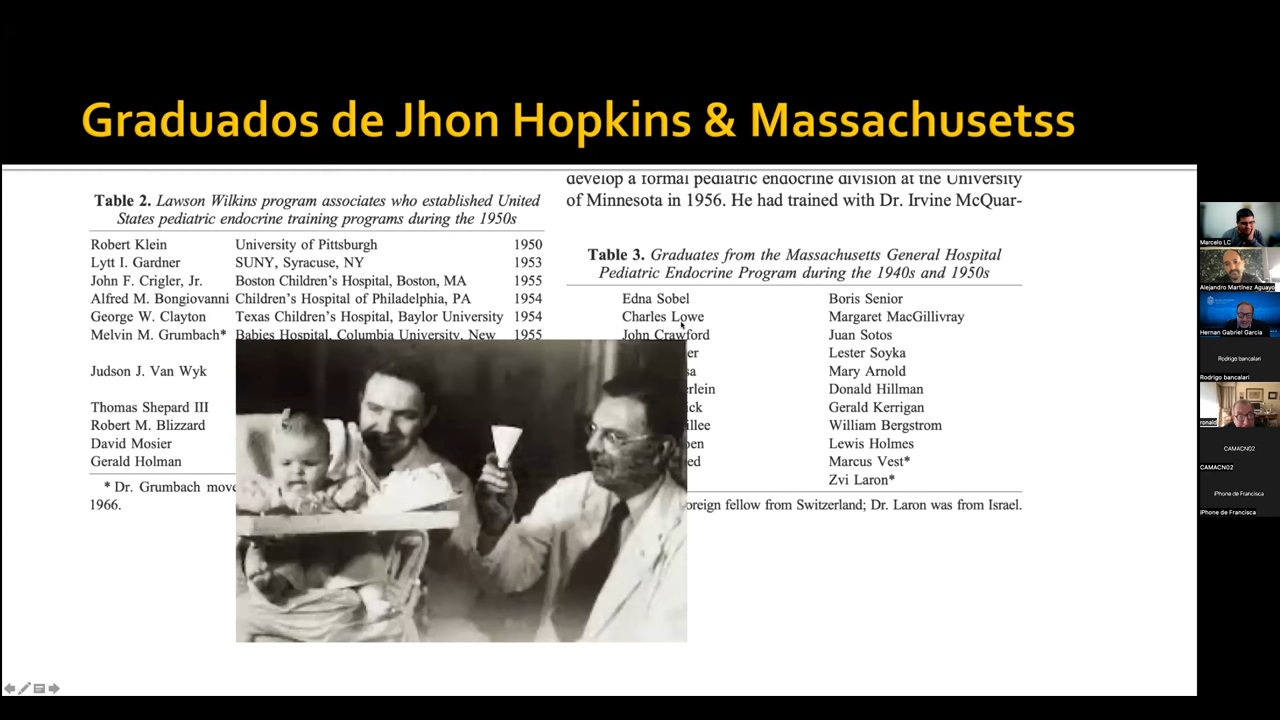 Graduados de Jhon Hopkins & Massachusetss
Table 2. Lawson Wilkins program associates who established United
States pediatric endocrine training programs during the 1950s
Robert Klein University of Pittsburgh 1950
Lytt I. Gardner SUNY, Syracuse, NY 1953
John F. Crigler, Jr. Boston Children's Hospital, Boston, MA 1955
Alfred M. Bongiovanni Children's Hospital of Philadelphia, PA 1954
George W. Clayton Texas Children's Hospital, Baylor University 1954
Melvin M. Grumbach* Babies Hospital, Columbia University, New 1955
Judson J. Van Wyk
Thomas Shepard III
Robert M. Blizzard
David Mosier
Gerald Holman
* Dr. Grumbach move
1966.
develop a formal pediatric endocrine division at the University
of Minnesota in 1956. He had trained with Dr. Irvine McQuar-
Table 3. Graduates from the Massachusetts General Hospital
Pediatric Endocrine Program during the 1940s and 1950s
Edna Sobel Boris Senior
Charles Lowe Margaret MacGillivray
John Crawford Juan Sotos
er Lester Soyka
sa Mary Arnold
erlein Donald Hillman
ck Gerald Kerrigan
illee William Bergstrom
en Lewis Holmes
ed Marcus Vest*
Zvi Laron*
oreign fellow from Switzerland; Dr. Laron was from Israel.
Marcelo LC
Alejandro Martinez Aguayo
Hernan Gabriel Garcia
Rodrigo bancalari
Rodrigo bancalari
ronald
CAMACN02
CAMACN02
iPhone de Francisca
iPhone de Francisca